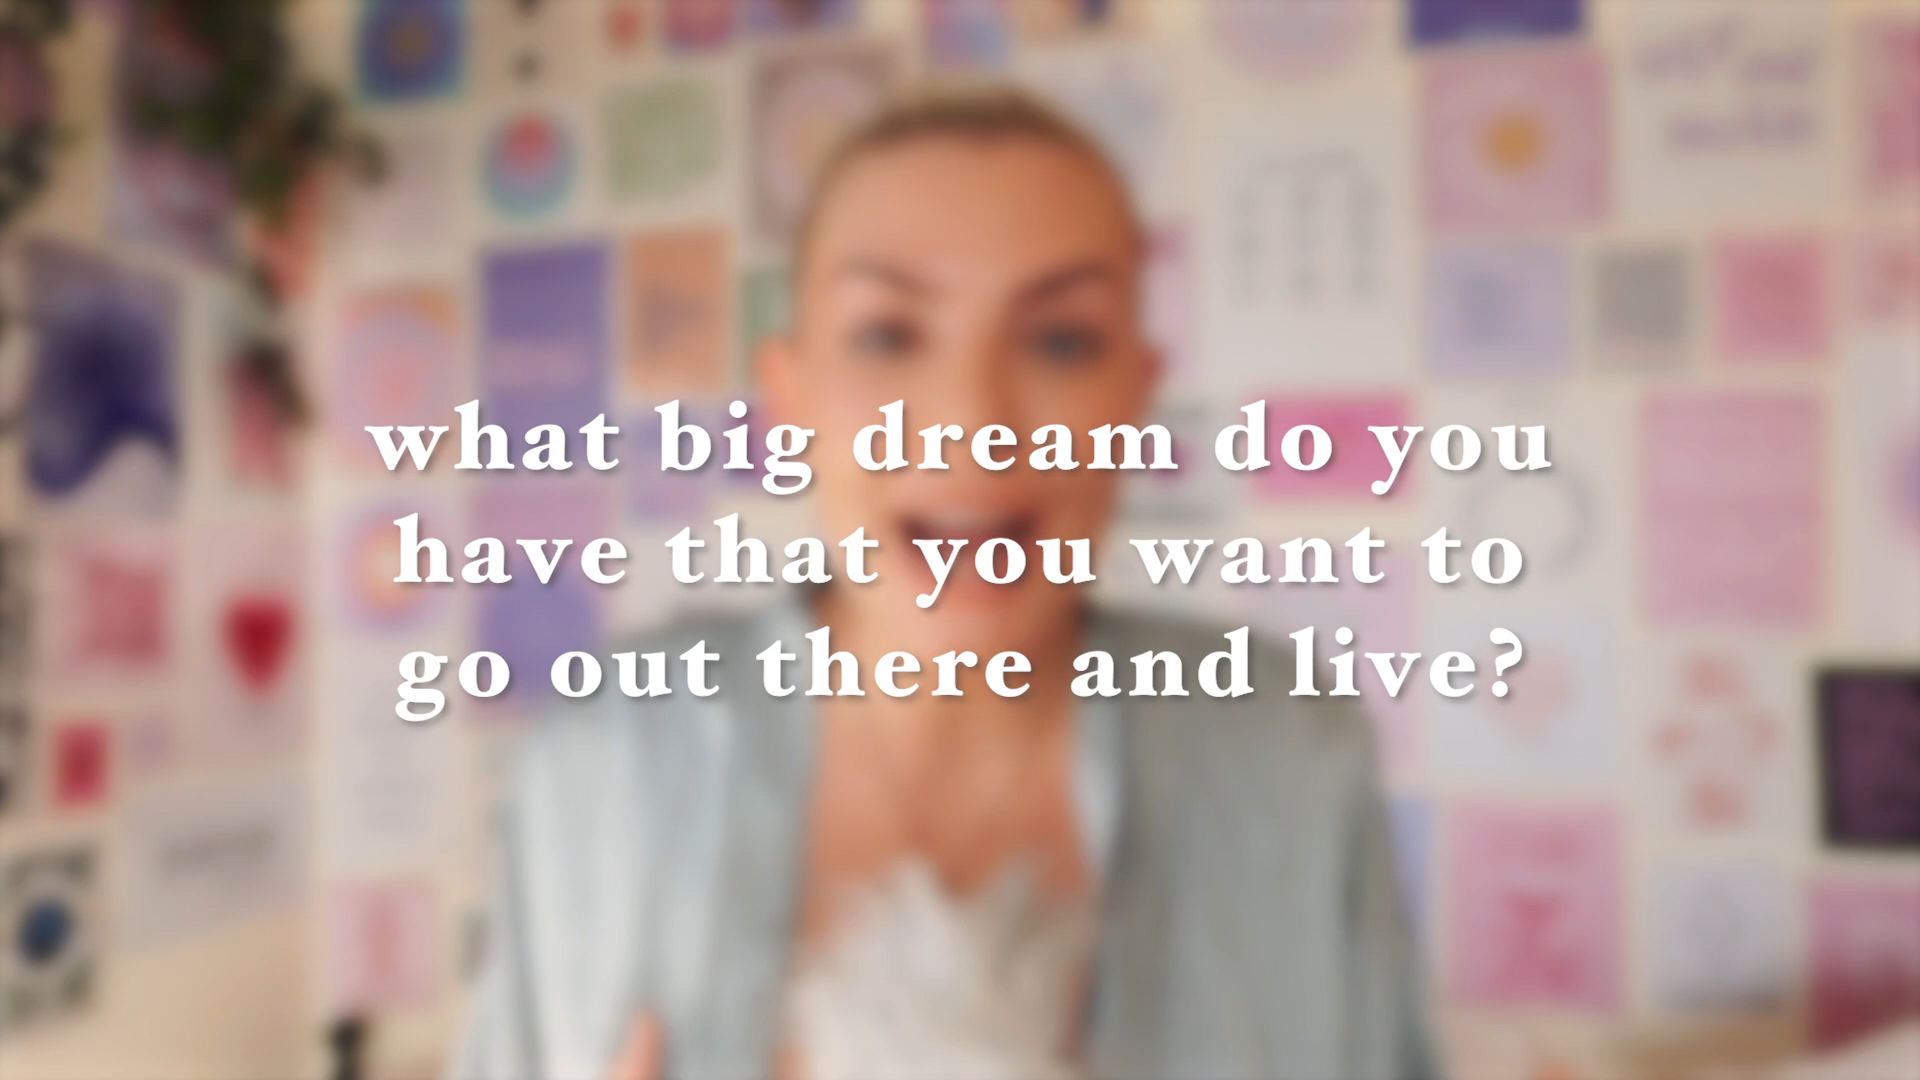 what big dream do you
have that you want to
go out there and live?